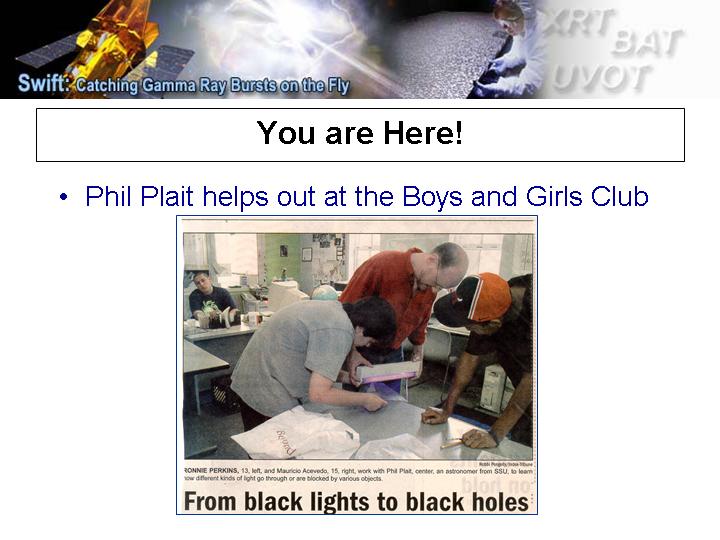 XRT
BAT
UVOT
Swift: Catching Gamma Ray Bursts on the Fly
You are Here!
• Phil Plait helps out at the Boys and Girls Club
Robbi Pengelly/Index-Tribune
RONNIE PERKINS, 13, left, and Mauricio Acevedo, 15, right, work with Phil Plait, center, an astronomer from SSU, to learn
how different kinds of light go through or are blocked by various objects.
From black lights to black holes